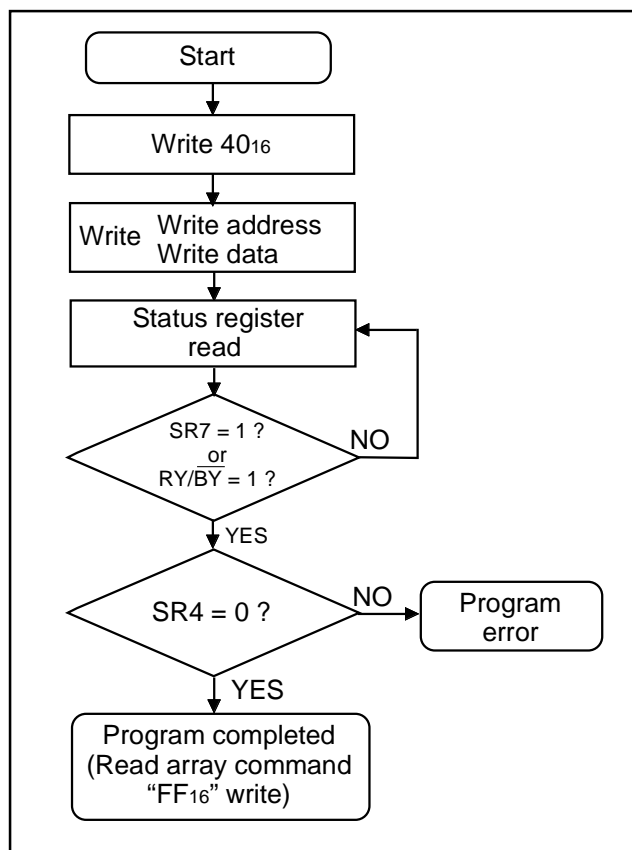 Start
Write 40₁₆
Write Write address
Write data
Status register
read
SR7 = 1 ?
or
RY/B̅Y̅ = 1 ?
NO
YES
SR4 = 0 ?
NO
Program
error
YES
Program completed
(Read array command
“FF₁₆” write)